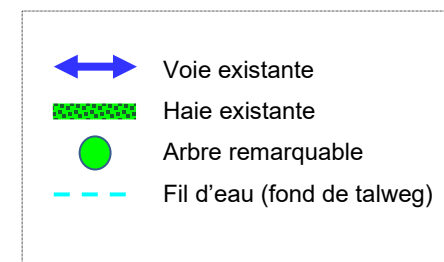 Voie existante
Haie existante
Arbre remarquable
Fil d’eau (fond de talweg)